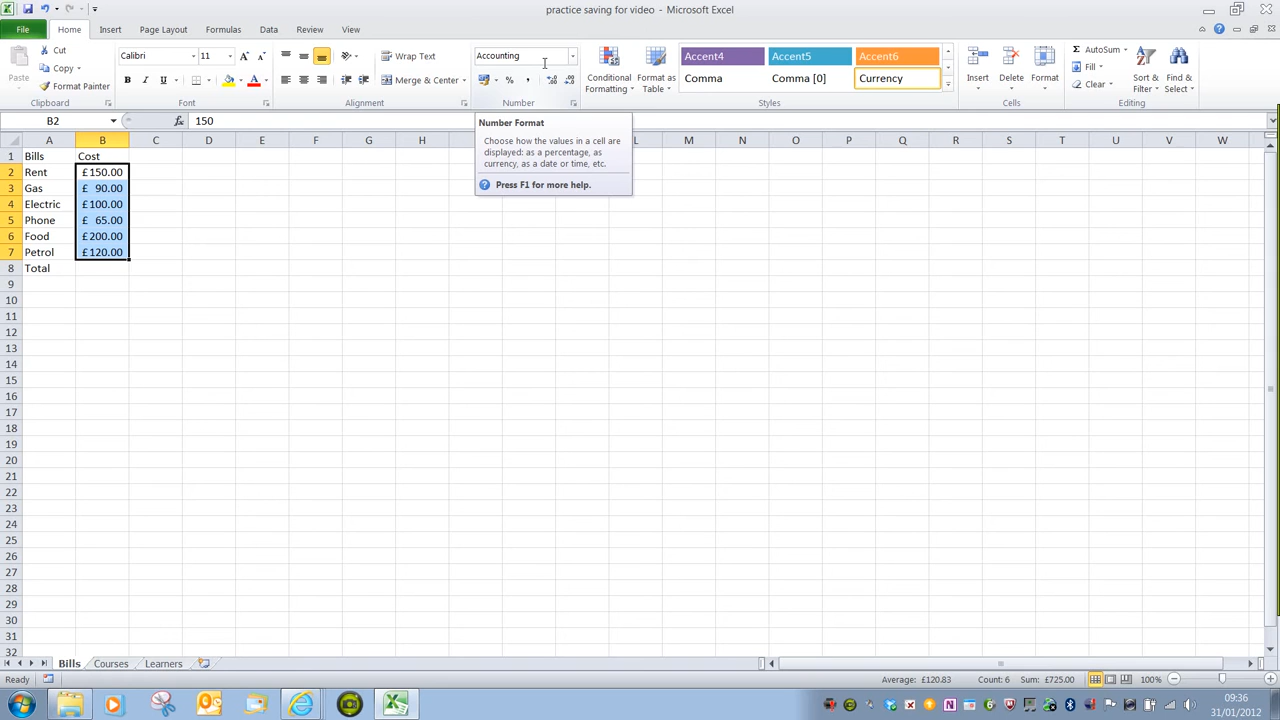 practice saving for video - Microsoft Excel
File Home Insert Page Layout Formulas Data Review View
Cut
Copy
Format Painter
Paste
Clipboard
Calibri 11
B I U
Font
Wrap Text
Merge & Center
Alignment
Accounting
% ,
Number
Conditional Formatting
Format as Table
Accent4 Accent5 Accent6
Comma Comma [0] Currency
Styles
Insert Delete Format
Cells
Σ AutoSum
Fill
Clear
Sort & Filter
Find & Select
Editing
B2 fx 150
Number Format
Choose how the values in a cell are
displayed: as a percentage, as
currency, as a date or time, etc.
Press F1 for more help.
A B C D E F G H L M N O P Q R S T U V W
1 Bills Cost
2 Rent £150.00
3 Gas £ 90.00
4 Electric £100.00
5 Phone £ 65.00
6 Food £200.00
7 Petrol £120.00
8 Total
9
10
11
12
13
14
15
16
17
18
19
20
21
22
23
24
25
26
27
28
29
30
31
32
Bills Courses Learners
Ready Average: £120.83 Count: 6 Sum: £725.00 100%
09:36
31/01/2012